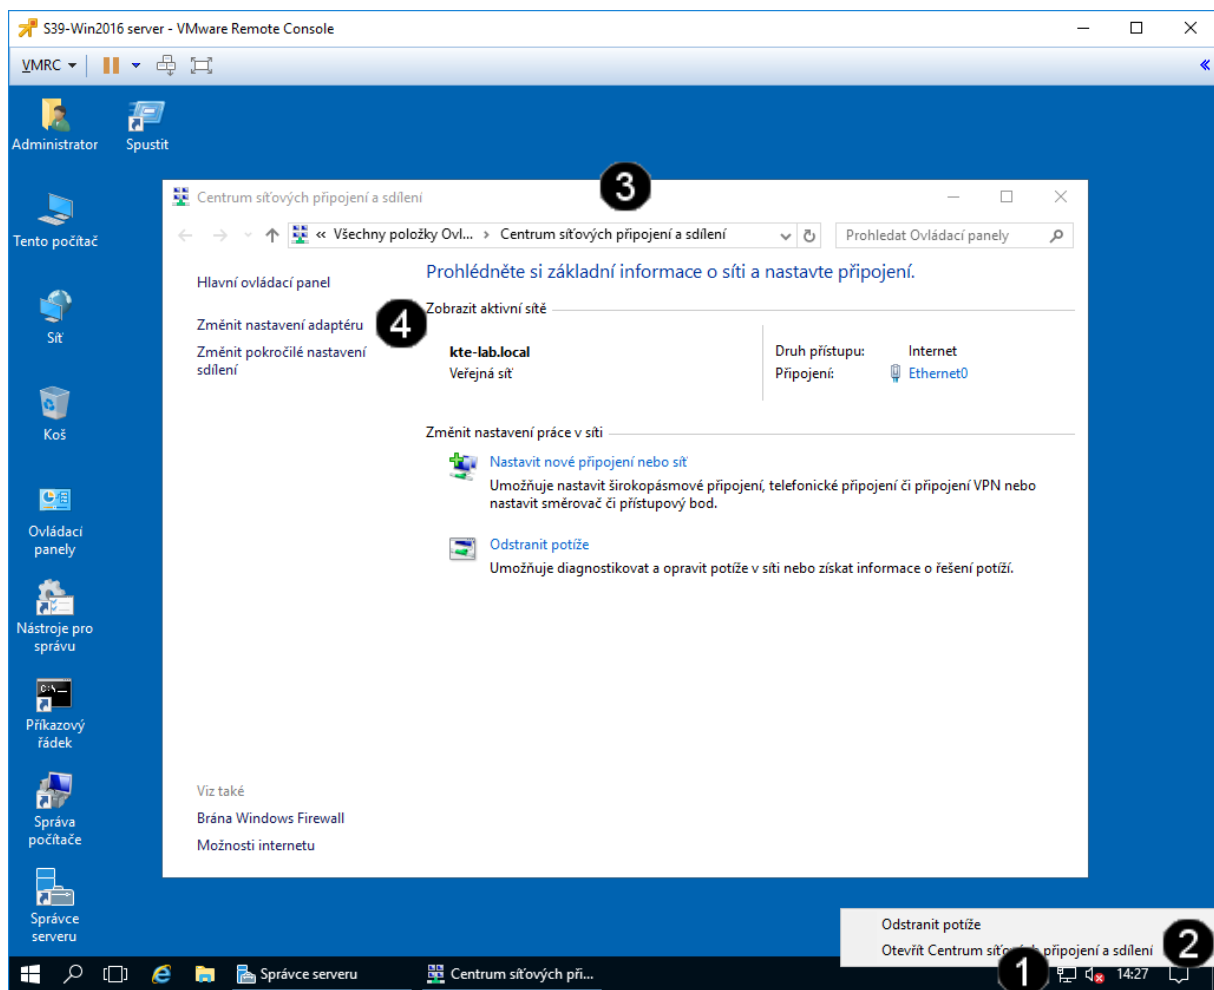 S39-Win2016 server - VMware Remote Console
VMRC
Administrator
Spustit
Tento počítač
Síť
Koš
Ovládací
panely
Nástroje pro
správu
Příkazový
řádek
Správa
počítače
Správce
serveru
3
Centrum síťových připojení a sdílení
« Všechny položky Ovl... › Centrum síťových připojení a sdílení
Prohledat Ovládací panely
Hlavní ovládací panel
Změnit nastavení adaptéru
4
Změnit pokročilé nastavení
sdílení
Prohlédněte si základní informace o síti a nastavte připojení.
Zobrazit aktivní sítě
kte-lab.local
Veřejná síť
Druh přístupu: Internet
Připojení: Ethernet0
Změnit nastavení práce v síti
Nastavit nové připojení nebo síť
Umožňuje nastavit širokopásmové připojení, telefonické připojení či připojení VPN nebo
nastavit směrovač či přístupový bod.
Odstranit potíže
Umožňuje diagnostikovat a opravit potíže v síti nebo získat informace o řešení potíží.
Viz také
Brána Windows Firewall
Možnosti internetu
Odstranit potíže
Otevřít Centrum síťových připojení a sdílení
2
1
Správce serveru
Centrum síťových při...
14:27